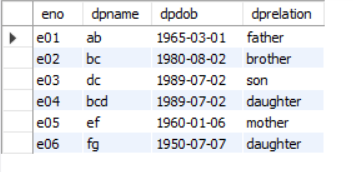 eno dpname dpdob dprelation
e01 ab 1965-03-01 father
e02 bc 1980-08-02 brother
e03 dc 1989-07-02 son
e04 bcd 1989-07-02 daughter
e05 ef 1960-01-06 mother
e06 fg 1950-07-07 daughter